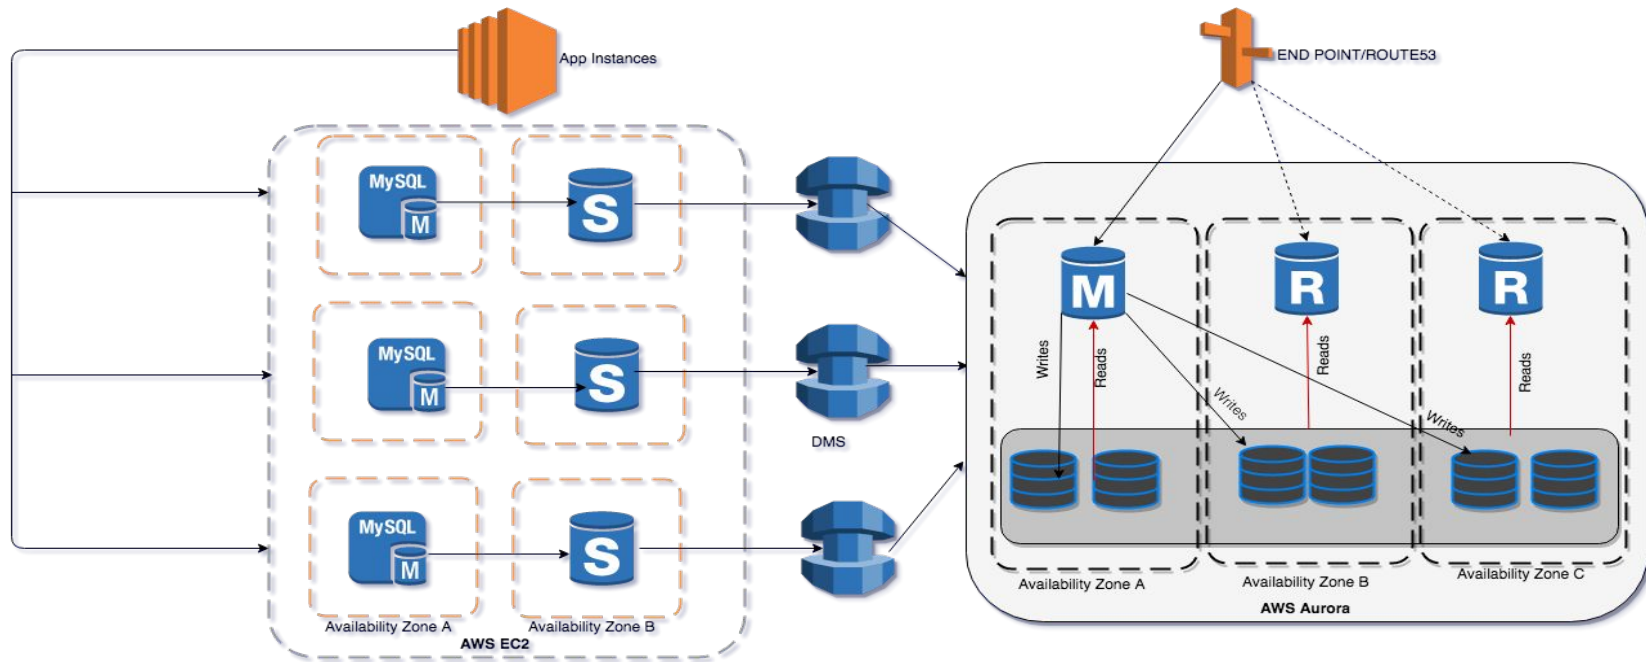 App Instances
END POINT/ROUTE53
MySQL
M
S
MySQL
M
S
MySQL
M
S
Availability Zone A
Availability Zone B
AWS EC2
DMS
M
R
R
Writes
Reads
Writes
Reads
Writes
Reads
Availability Zone A
Availability Zone B
Availability Zone C
AWS Aurora